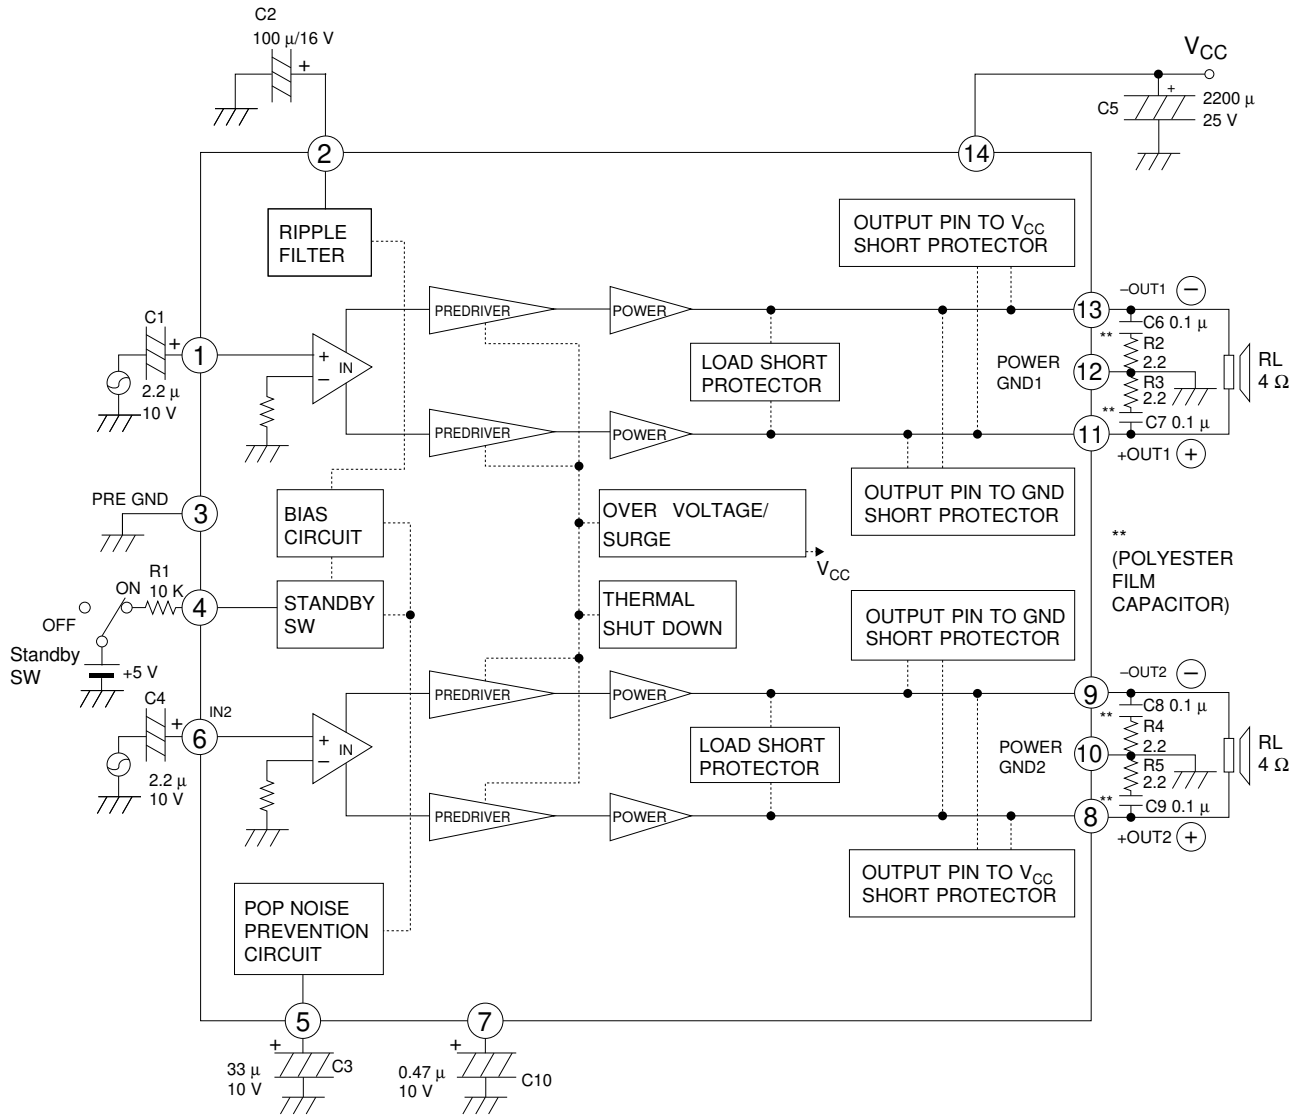 C2
100 μ/16 V
+
VCC
+
C5
2200 μ
25 V
2
14
RIPPLE
FILTER
OUTPUT PIN TO VCC
SHORT PROTECTOR
C1
+
1
2.2 μ
10 V
+
−
IN
PREDRIVER
POWER
LOAD SHORT
PROTECTOR
PREDRIVER
POWER
13
–OUT1
−
C6 0.1 μ
**
R2
2.2
POWER
GND1
12
R3
2.2
**
C7 0.1 μ
11
+OUT1
+
RL
4 Ω
PRE GND
3
BIAS
CIRCUIT
OVER VOLTAGE/
SURGE
VCC
OUTPUT PIN TO GND
SHORT PROTECTOR
**
(POLYESTER
FILM
CAPACITOR)
R1
10 K
ON
OFF
4
STANDBY
SW
THERMAL
SHUT DOWN
OUTPUT PIN TO GND
SHORT PROTECTOR
Standby
SW
+5 V
C4
+
IN2
6
2.2 μ
10 V
+
−
IN
PREDRIVER
POWER
LOAD SHORT
PROTECTOR
PREDRIVER
POWER
9
–OUT2
−
C8 0.1 μ
**
R4
2.2
POWER
GND2
10
R5
2.2
**
C9 0.1 μ
8
+OUT2
+
RL
4 Ω
OUTPUT PIN TO VCC
SHORT PROTECTOR
POP NOISE
PREVENTION
CIRCUIT
5
7
+
33 μ
10 V
C3
+
0.47 μ
10 V
C10